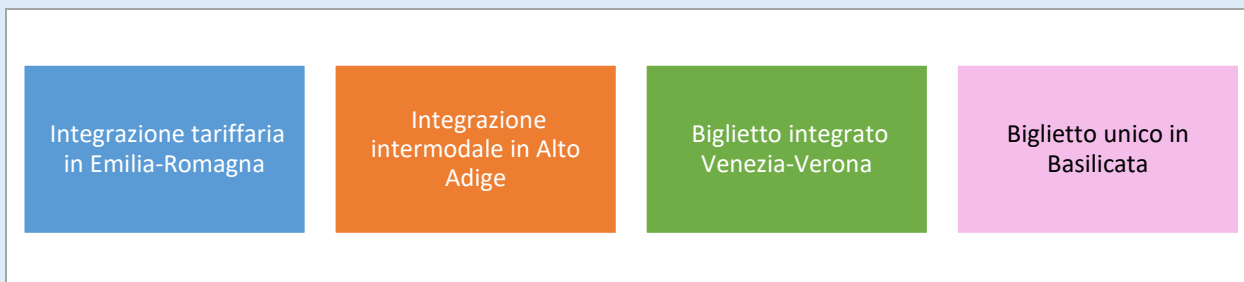 Integrazione tariffaria
in Emilia-Romagna
Integrazione
intermodale in Alto
Adige
Biglietto integrato
Venezia-Verona
Biglietto unico in
Basilicata